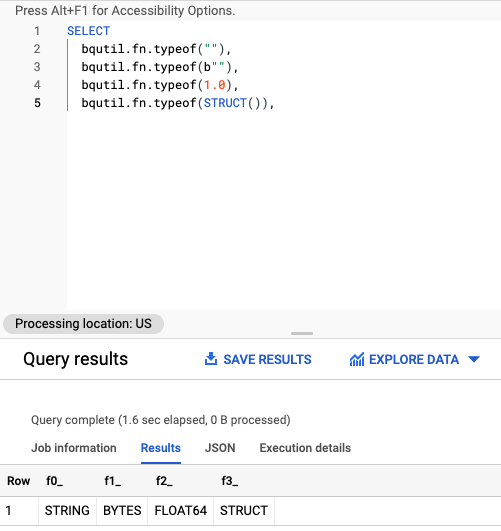 Press Alt+F1 for Accessibility Options.
1 SELECT
2 bqutil.fn.typeof(""),
3 bqutil.fn.typeof(b""),
4 bqutil.fn.typeof(1.0),
5 bqutil.fn.typeof(STRUCT()),
Processing location: US
Query results SAVE RESULTS EXPLORE DATA
Query complete (1.6 sec elapsed, 0 B processed)
Job information Results JSON Execution details
Row f0_ f1_ f2_ f3_
1 STRING BYTES FLOAT64 STRUCT